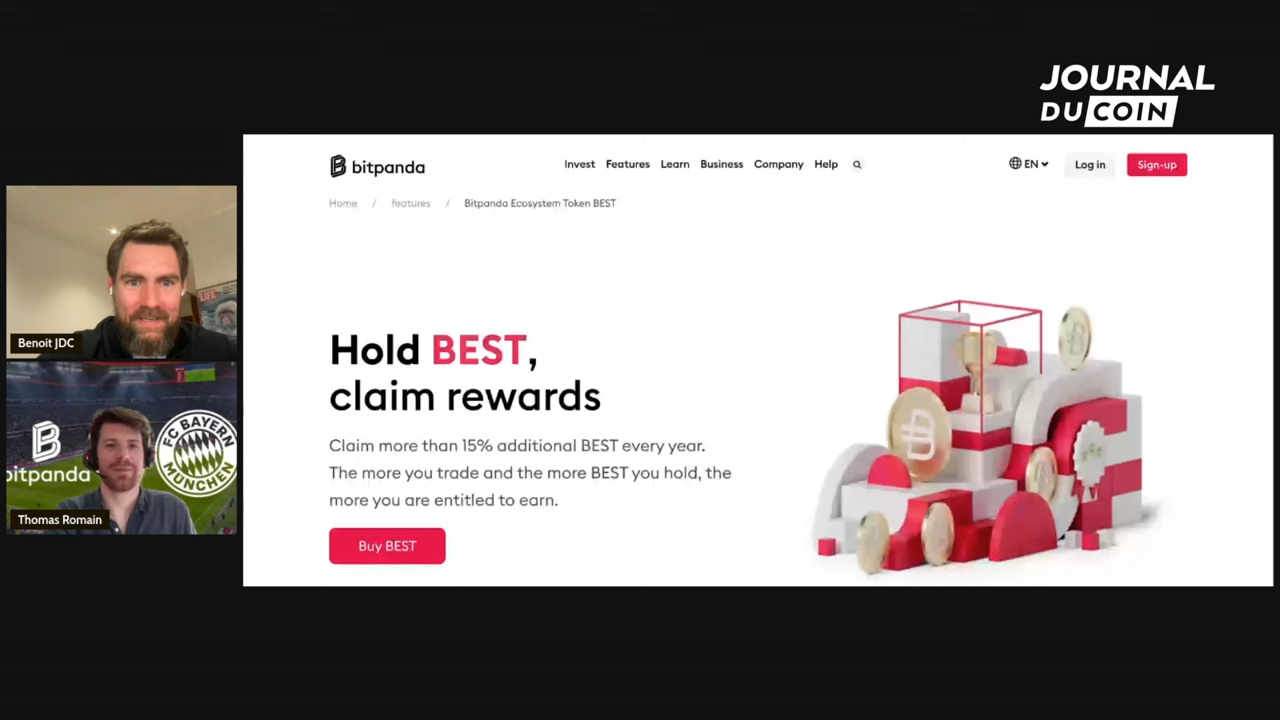 JOURNAL
DU COIN
bitpanda
Invest Features Learn Business Company Help
EN
Log in
Sign-up
Home / features / Bitpanda Ecosystem Token BEST
Hold BEST,
claim rewards
Claim more than 15% additional BEST every year.
The more you trade and the more BEST you hold, the
more you are entitled to earn.
Buy BEST
LIFE
Benoit JDC
bitpanda
FC BAYERN
MÜNCHEN
Thomas Romain